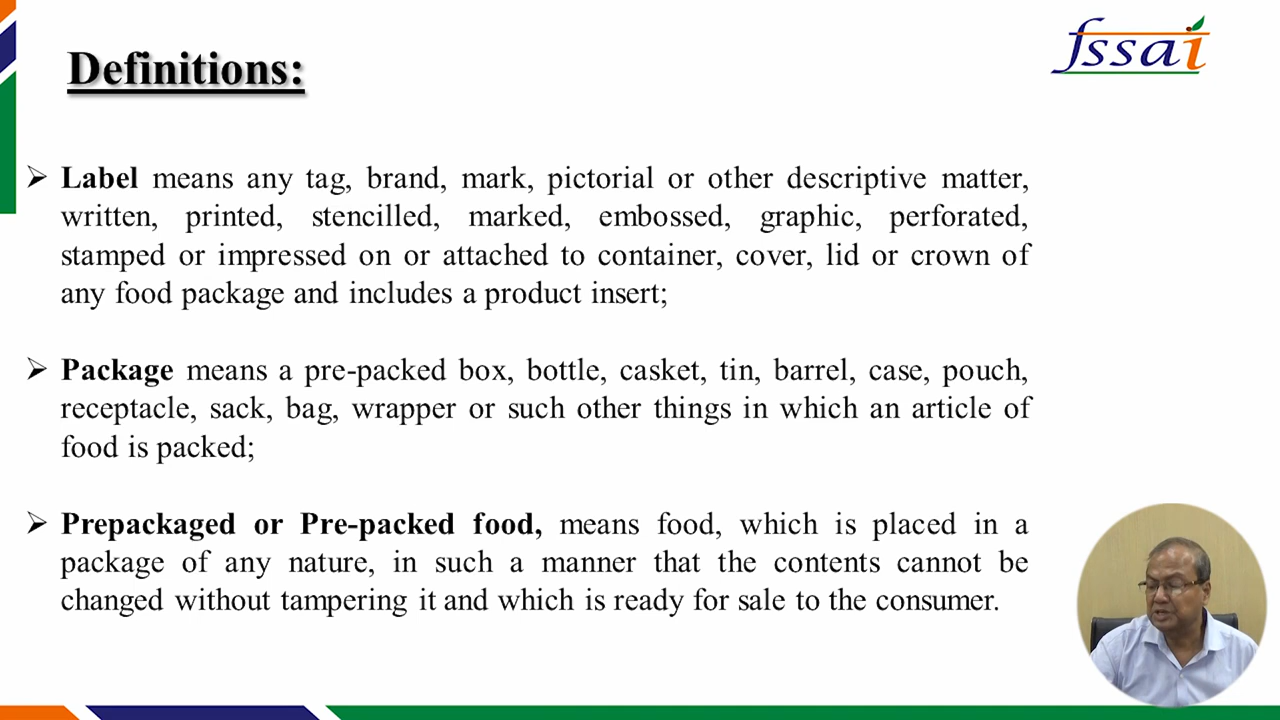 fssai
Definitions:
➢ Label means any tag, brand, mark, pictorial or other descriptive matter,
written, printed, stencilled, marked, embossed, graphic, perforated,
stamped or impressed on or attached to container, cover, lid or crown of
any food package and includes a product insert;
➢ Package means a pre-packed box, bottle, casket, tin, barrel, case, pouch,
receptacle, sack, bag, wrapper or such other things in which an article of
food is packed;
➢ Prepackaged or Pre-packed food, means food, which is placed in a
package of any nature, in such a manner that the contents cannot be
changed without tampering it and which is ready for sale to the consumer.